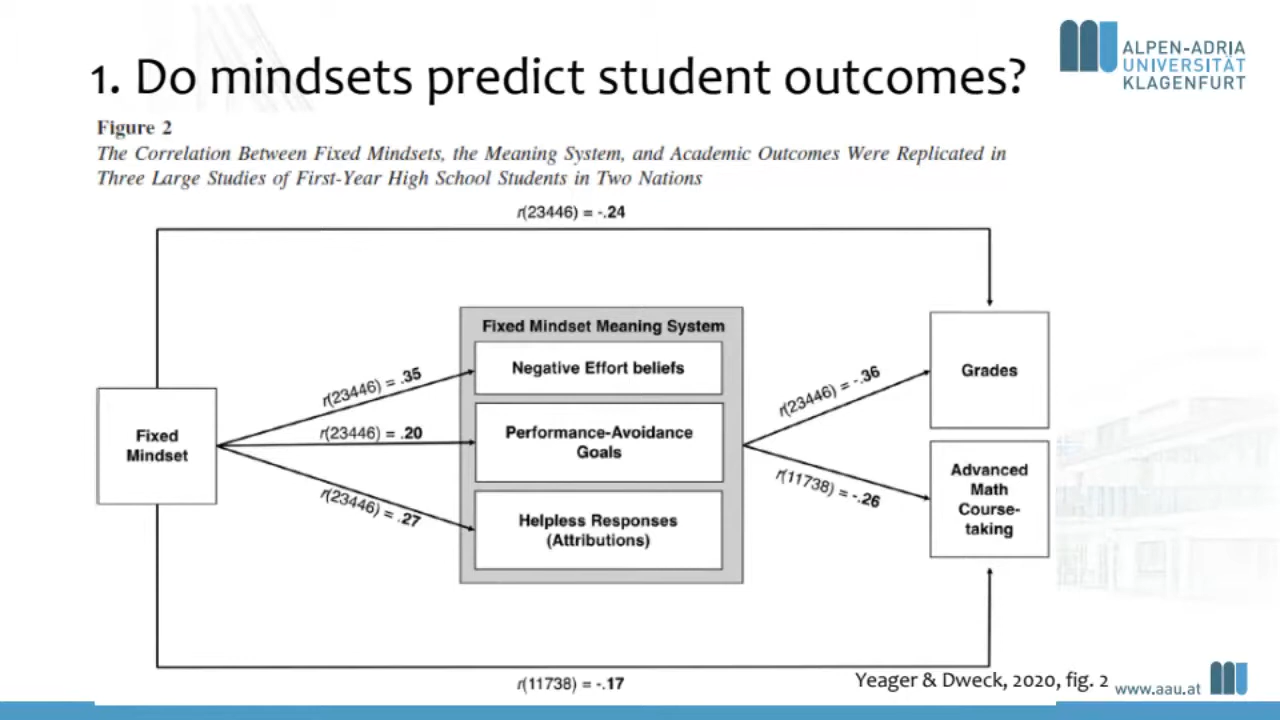 1. Do mindsets predict student outcomes?
ALPEN-ADRIA
UNIVERSITÄT
KLAGENFURT
Figure 2
The Correlation Between Fixed Mindsets, the Meaning System, and Academic Outcomes Were Replicated in
Three Large Studies of First-Year High School Students in Two Nations
r(23446) = -.24
Fixed Mindset Meaning System
Negative Effort beliefs
Performance-Avoidance
Goals
Helpless Responses
(Attributions)
Fixed
Mindset
r(23446) = .35
r(23446) = .20
r(23446) = .27
r(23446) = -.36
r(11738) = -.26
Grades
Advanced
Math
Course-
taking
r(11738) = -.17
Yeager & Dweck, 2020, fig. 2
www.aau.at